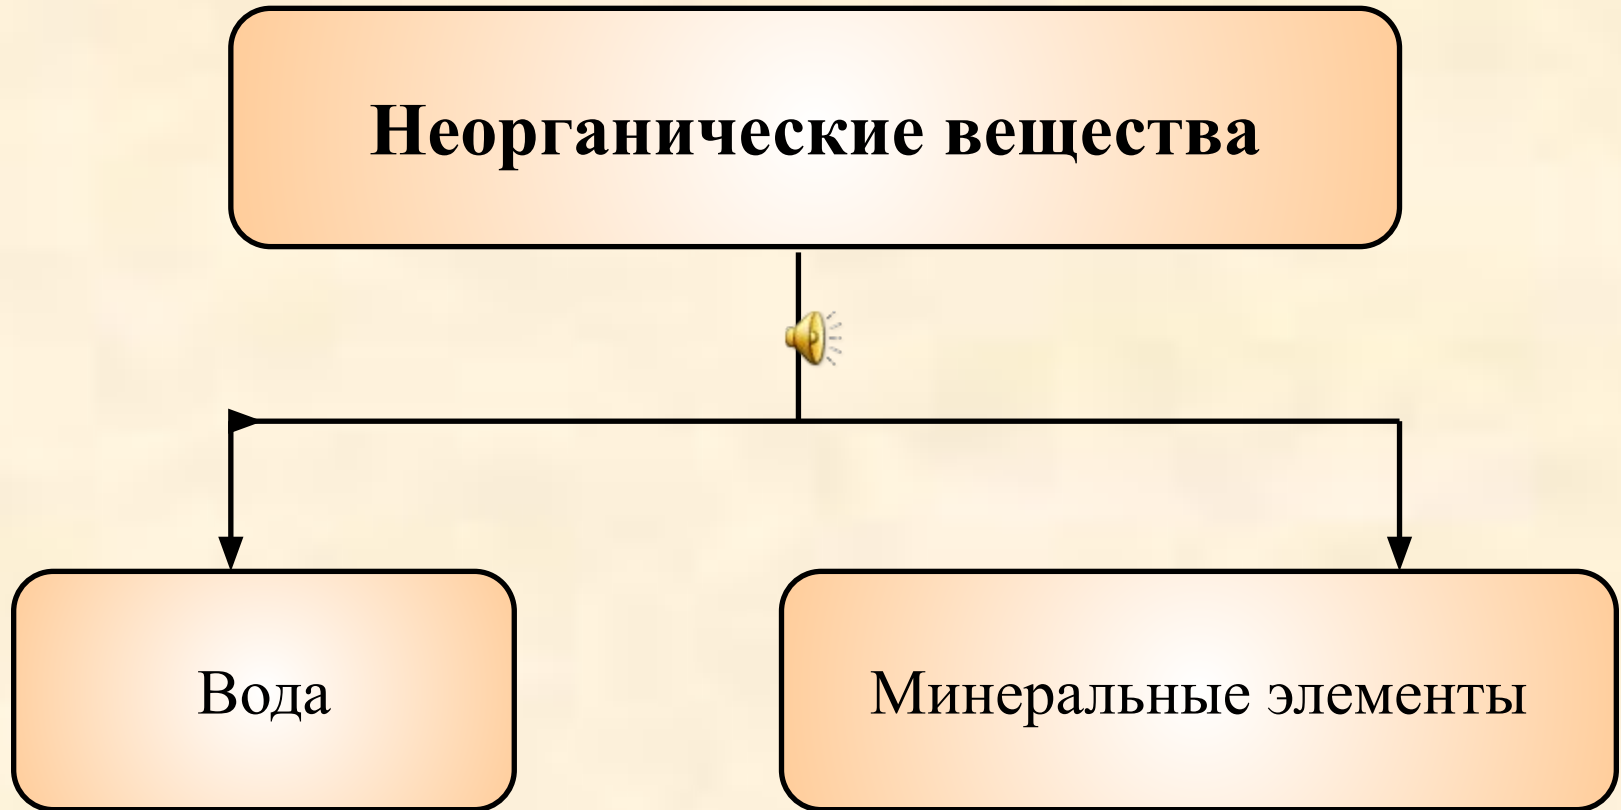 Неорганические вещества
Вода
Минеральные элементы